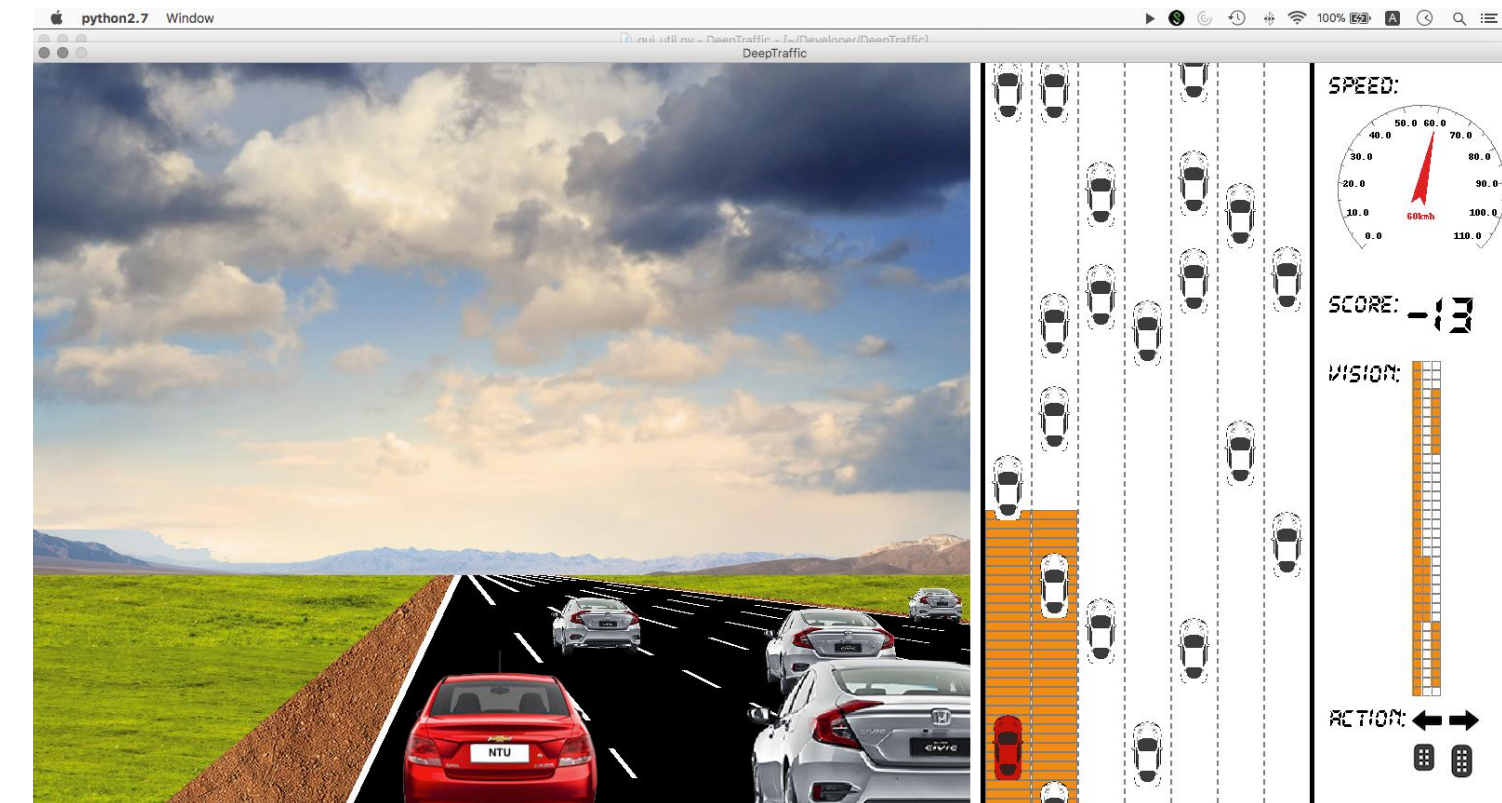 python2.7 Window
100%
A
gui_util.py - DeepTraffic - [~/Developer/DeepTraffic]
DeepTraffic
SPEED:
50.0 60.0
40.0 70.0
30.0 80.0
20.0 90.0
10.0 60kmh 100.0
0.0 110.0
SCORE: -13
VISION:
CIVIC
NTU
ACTION: